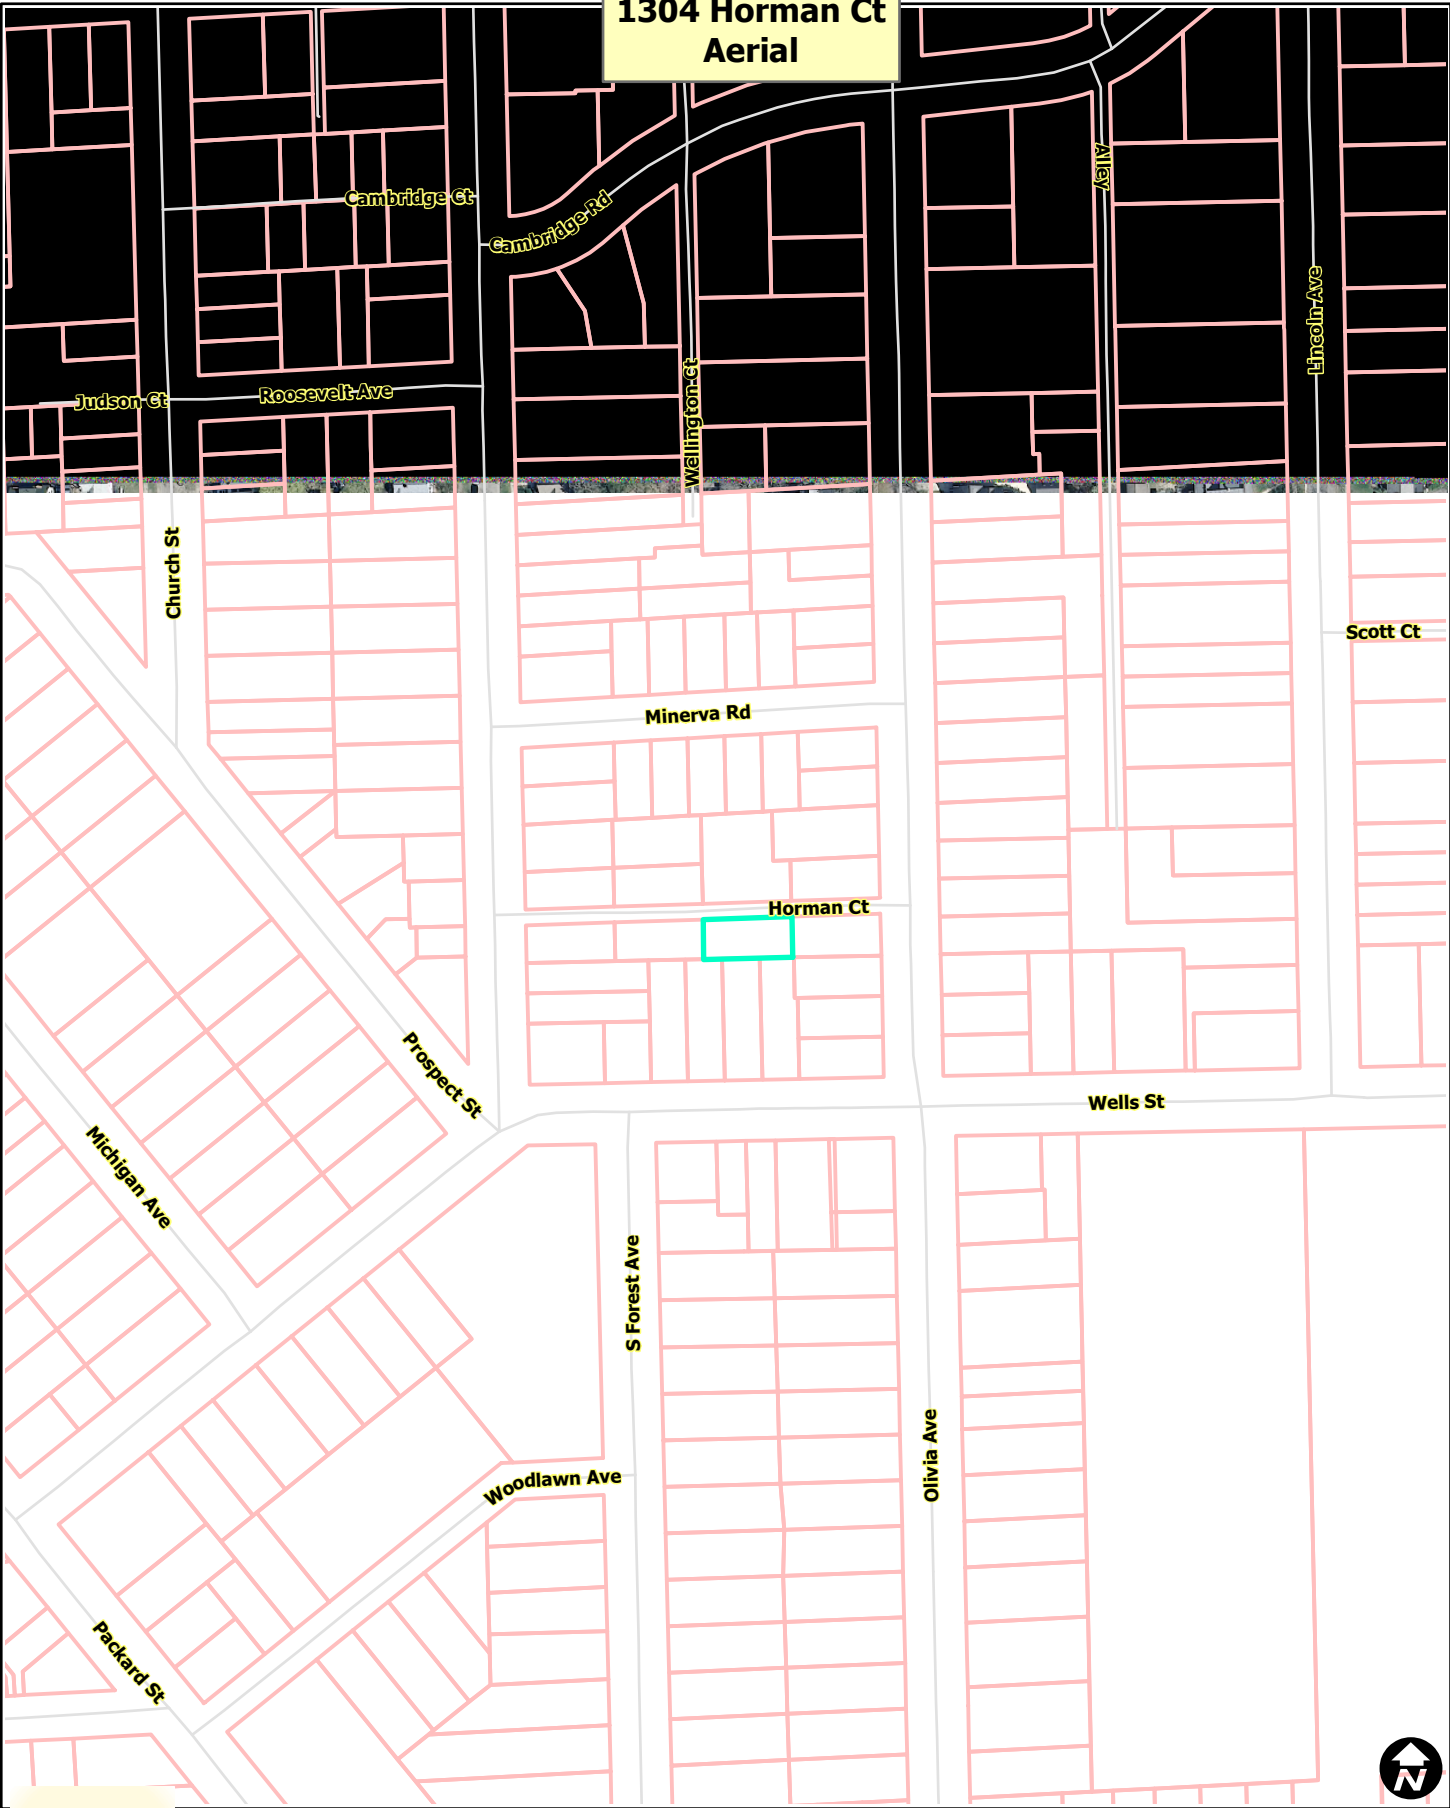 1304 Horman Ct
Aerial
Alley
Cambridge Ct
Cambridge Rd
Lincoln Ave
Wellington Ct
Judson Ct
Roosevelt Ave
Church St
Scott Ct
Minerva Rd
Horman Ct
Prospect St
Wells St
Michigan Ave
S Forest Ave
Olivia Ave
Woodlawn Ave
Packard St
N